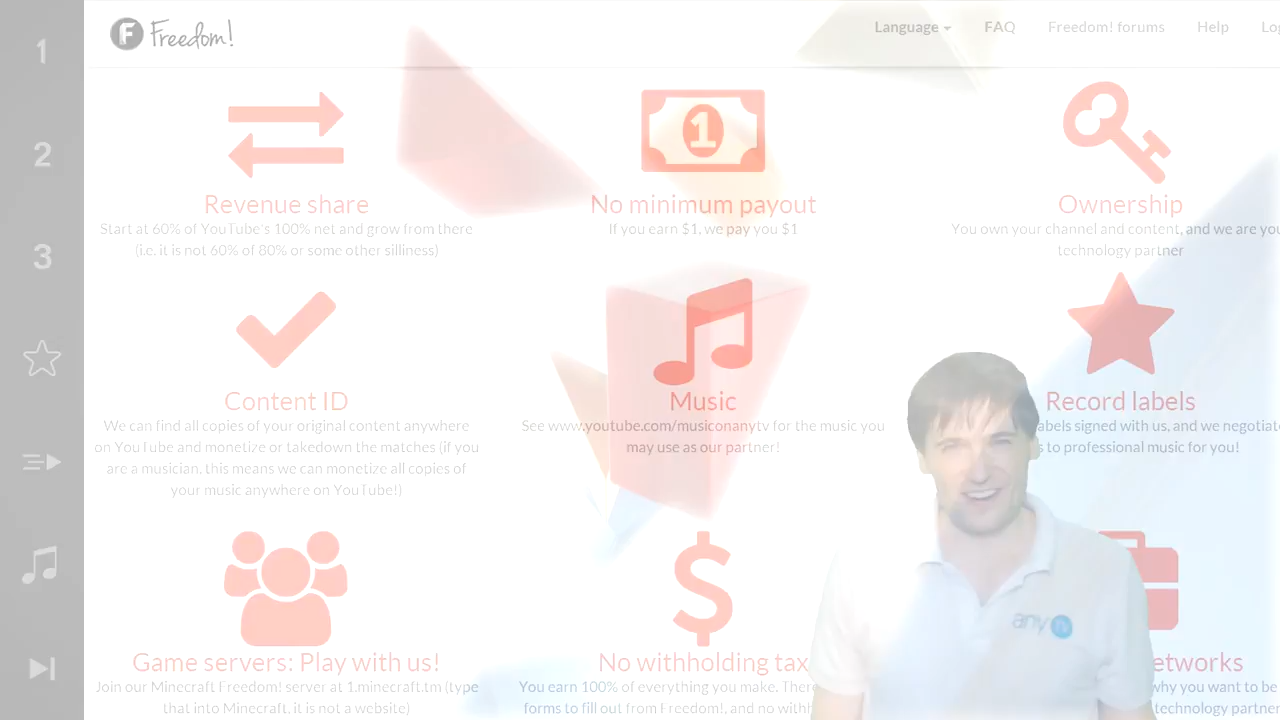 1
2
3
F Freedom!
Language
FAQ
Freedom! forums
Help
Revenue share
Start at 60% of YouTube's 100% net and grow from there
(i.e. it is not 60% of 80% or some other silliness)
1
No minimum payout
If you earn $1, we pay you $1
Ownership
You own your channel and content, and we are
technology partner
Content ID
We can find all copies of your original content anywhere
on YouTube and monetize or takedown the matches (if you
are a musician, this means we can monetize all copies of
your music anywhere on YouTube!)
Music
See www.youtube.com/musiconanytv for the music you
may use as our partner!
Record labels
signed with us, and we
to professional music for you!
Game servers: Play with us!
Join our Minecraft Freedom! server at 1.minecraft.tm (type
that into Minecraft, it is not a website)
$
No withholding tax
You earn 100% of everything you make.
forms to fill out from Freedom!, and no
etworks
why you want to be
technology partner
any TV